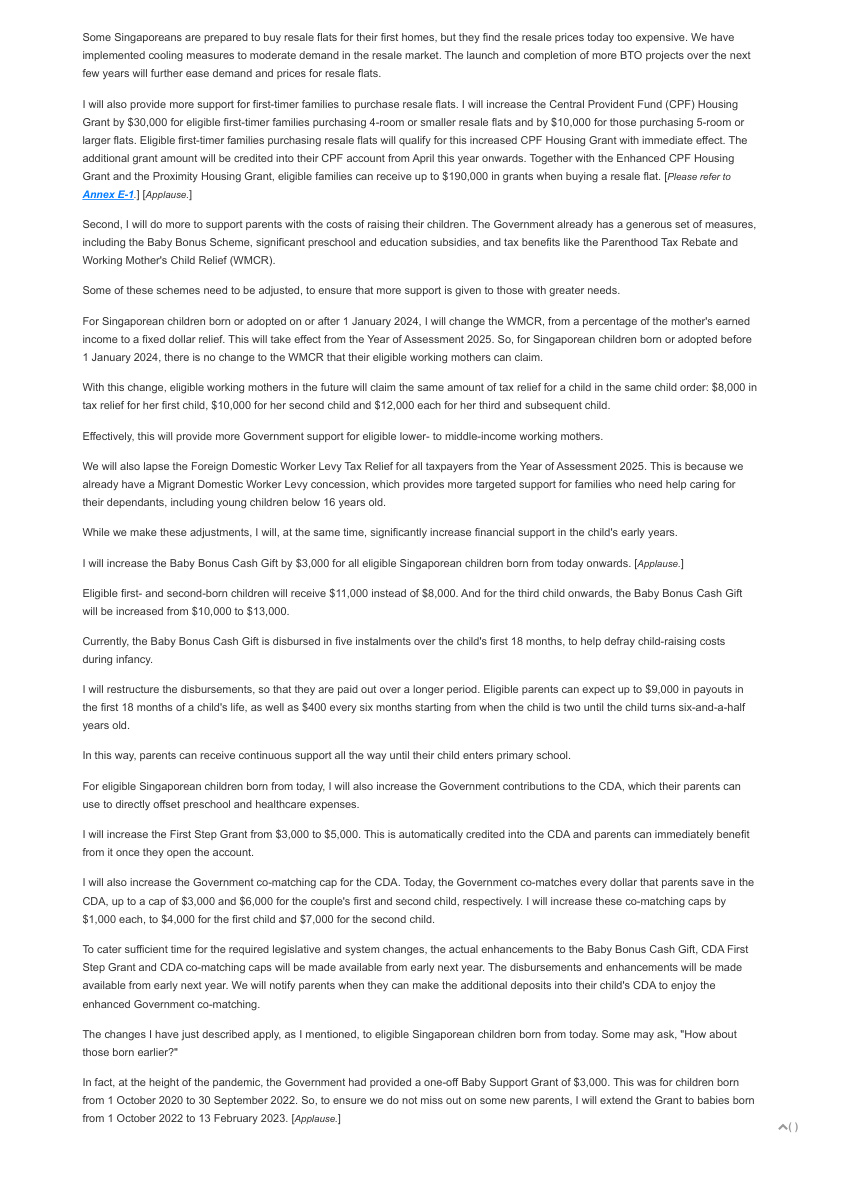 Some Singaporeans are prepared to buy resale flats for their first homes, but they find the resale prices today too expensive. We have
implemented cooling measures to moderate demand in the resale market. The launch and completion of more BTO projects over the next
few years will further ease demand and prices for resale flats.
I will also provide more support for first-timer families to purchase resale flats. I will increase the Central Provident Fund (CPF) Housing
Grant by $30,000 for eligible first-timer families purchasing 4-room or smaller resale flats and by $10,000 for those purchasing 5-room or
larger flats. Eligible first-timer families purchasing resale flats will qualify for this increased CPF Housing Grant with immediate effect. The
additional grant amount will be credited into their CPF account from April this year onwards. Together with the Enhanced CPF Housing
Grant and the Proximity Housing Grant, eligible families can receive up to $190,000 in grants when buying a resale flat. [Please refer to
Annex E-1.] [Applause.]
Second, I will do more to support parents with the costs of raising their children. The Government already has a generous set of measures,
including the Baby Bonus Scheme, significant preschool and education subsidies, and tax benefits like the Parenthood Tax Rebate and
Working Mother's Child Relief (WMCR).
Some of these schemes need to be adjusted, to ensure that more support is given to those with greater needs.
For Singaporean children born or adopted on or after 1 January 2024, I will change the WMCR, from a percentage of the mother's earned
income to a fixed dollar relief. This will take effect from the Year of Assessment 2025. So, for Singaporean children born or adopted before
1 January 2024, there is no change to the WMCR that their eligible working mothers can claim.
With this change, eligible working mothers in the future will claim the same amount of tax relief for a child in the same child order: $8,000 in
tax relief for her first child, $10,000 for her second child and $12,000 each for her third and subsequent child.
Effectively, this will provide more Government support for eligible lower- to middle-income working mothers.
We will also lapse the Foreign Domestic Worker Levy Tax Relief for all taxpayers from the Year of Assessment 2025. This is because we
already have a Migrant Domestic Worker Levy concession, which provides more targeted support for families who need help caring for
their dependants, including young children below 16 years old.
While we make these adjustments, I will, at the same time, significantly increase financial support in the child's early years.
I will increase the Baby Bonus Cash Gift by $3,000 for all eligible Singaporean children born from today onwards. [Applause.]
Eligible first- and second-born children will receive $11,000 instead of $8,000. And for the third child onwards, the Baby Bonus Cash Gift
will be increased from $10,000 to $13,000.
Currently, the Baby Bonus Cash Gift is disbursed in five instalments over the child's first 18 months, to help defray child-raising costs
during infancy.
I will restructure the disbursements, so that they are paid out over a longer period. Eligible parents can expect up to $9,000 in payouts in
the first 18 months of a child's life, as well as $400 every six months starting from when the child is two until the child turns six-and-a-half
years old.
In this way, parents can receive continuous support all the way until their child enters primary school.
For eligible Singaporean children born from today, I will also increase the Government contributions to the CDA, which their parents can
use to directly offset preschool and healthcare expenses.
I will increase the First Step Grant from $3,000 to $5,000. This is automatically credited into the CDA and parents can immediately benefit
from it once they open the account.
I will also increase the Government co-matching cap for the CDA. Today, the Government co-matches every dollar that parents save in the
CDA, up to a cap of $3,000 and $6,000 for the couple's first and second child, respectively. I will increase these co-matching caps by
$1,000 each, to $4,000 for the first child and $7,000 for the second child.
To cater sufficient time for the required legislative and system changes, the actual enhancements to the Baby Bonus Cash Gift, CDA First
Step Grant and CDA co-matching caps will be made available from early next year. The disbursements and enhancements will be made
available from early next year. We will notify parents when they can make the additional deposits into their child's CDA to enjoy the
enhanced Government co-matching.
The changes I have just described apply, as I mentioned, to eligible Singaporean children born from today. Some may ask, "How about
those born earlier?"
In fact, at the height of the pandemic, the Government had provided a one-off Baby Support Grant of $3,000. This was for children born
from 1 October 2020 to 30 September 2022. So, to ensure we do not miss out on some new parents, I will extend the Grant to babies born
from 1 October 2022 to 13 February 2023. [Applause.]
( )